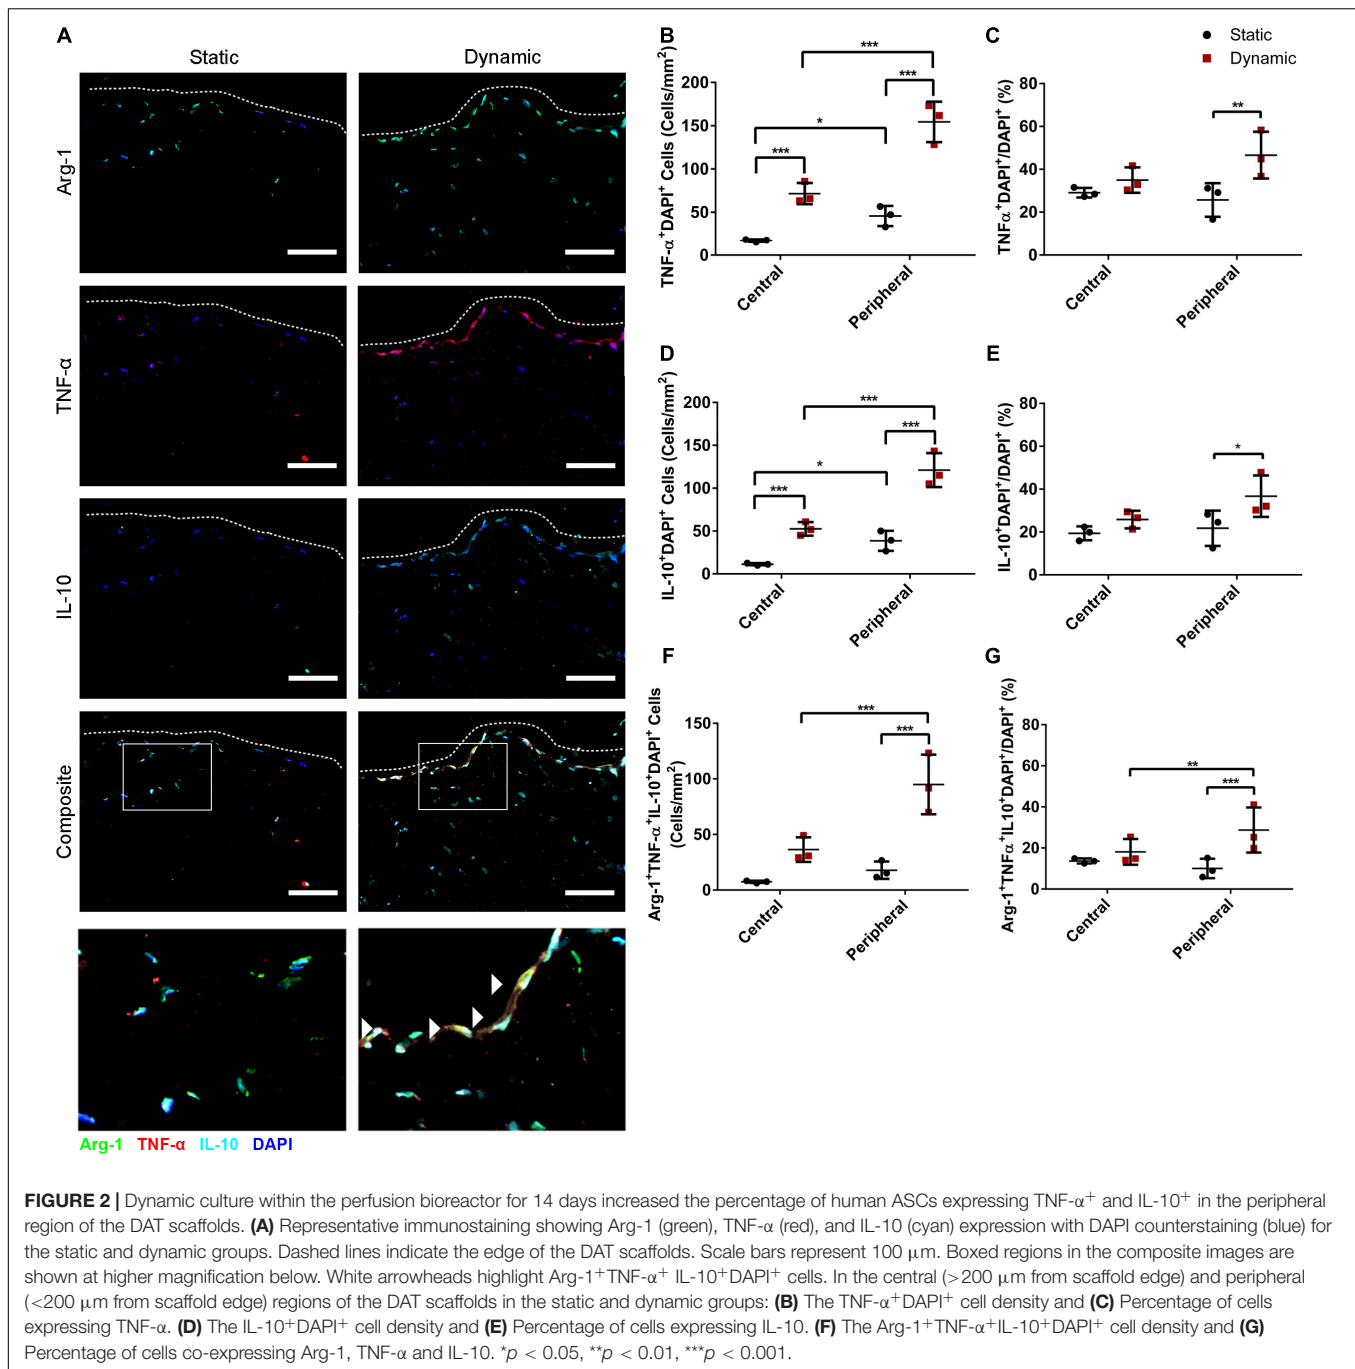 A
Static
Dynamic
Arg-1
TNF-α
IL-10
Composite
Arg-1 TNF-α IL-10 DAPI
B
TNF-α⁺DAPI⁺ Cells (Cells/mm²)
200
150
100
50
0
***
***
*
***
Central
Peripheral
C
Static
Dynamic
TNFα⁺DAPI⁺/DAPI⁺ (%)
80
60
40
20
0
**
Central
Peripheral
D
IL-10⁺DAPI⁺ Cells (Cells/mm²)
200
150
100
50
0
***
***
*
***
Central
Peripheral
E
IL-10⁺DAPI⁺/DAPI⁺ (%)
80
60
40
20
0
*
Central
Peripheral
F
Arg-1⁺TNF-α⁺IL-10⁺DAPI⁺ Cells
(Cells/mm²)
150
100
50
0
***
***
Central
Peripheral
G
Arg-1⁺TNFα⁺IL10⁺DAPI⁺/DAPI⁺ (%)
80
60
40
20
0
**
***
Central
Peripheral
FIGURE 2 | Dynamic culture within the perfusion bioreactor for 14 days increased the percentage of human ASCs expressing TNF-α⁺ and IL-10⁺ in the peripheral
region of the DAT scaffolds. (A) Representative immunostaining showing Arg-1 (green), TNF-α (red), and IL-10 (cyan) expression with DAPI counterstaining (blue) for
the static and dynamic groups. Dashed lines indicate the edge of the DAT scaffolds. Scale bars represent 100 μm. Boxed regions in the composite images are
shown at higher magnification below. White arrowheads highlight Arg-1⁺TNF-α⁺ IL-10⁺DAPI⁺ cells. In the central (>200 μm from scaffold edge) and peripheral
(<200 μm from scaffold edge) regions of the DAT scaffolds in the static and dynamic groups: (B) The TNF-α⁺DAPI⁺ cell density and (C) Percentage of cells
expressing TNF-α. (D) The IL-10⁺DAPI⁺ cell density and (E) Percentage of cells expressing IL-10. (F) The Arg-1⁺TNF-α⁺IL-10⁺DAPI⁺ cell density and (G)
Percentage of cells co-expressing Arg-1, TNF-α and IL-10. *p < 0.05, **p < 0.01, ***p < 0.001.